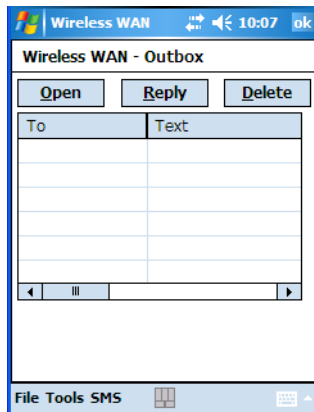 Wireless WAN 10:07 ok
Wireless WAN - Outbox
Open Reply Delete
To Text
File Tools SMS